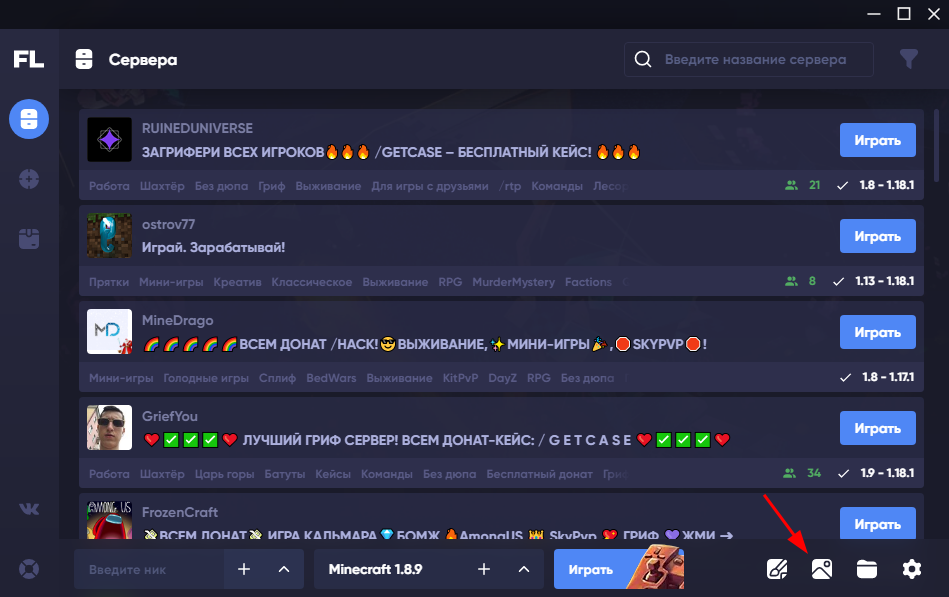 FL
Сервера
Введите название сервера
RUINEDUNIVERSE
ЗАГРИФЕРИ ВСЕХ ИГРОКОВ🔥🔥🔥 /GETCASE – БЕСПЛАТНЫЙ КЕЙС! 🔥🔥🔥
Играть
Работа Шахтёр Без дюпа Гриф Выживание Для игры с друзьями /rtp Команды
21 1.8 - 1.18.1
ostrov77
Играй. Зарабатывай!
Играть
Прятки Мини-игры Креатив Классическое Выживание RPG MurderMystery Factions
8 1.13 - 1.18.1
MD
MineDrago
🌈🌈🌈🌈🌈ВСЕМ ДОНАТ /НАСК!😎ВЫЖИВАНИЕ,✨МИНИ-ИГРЫ🎉,🛑SKYPVP🛑!
Играть
Мини-игры Голодные игры Сплиф BedWars Выживание KitPvP DayZ RPG Без дюпа
1.8 - 1.17.1
GriefYou
❤️✅✅✅❤️ ЛУЧШИЙ ГРИФ СЕРВЕР! ВСЕМ ДОНАТ-КЕЙС: / G E T C A S E ❤️✅✅✅❤️
Играть
Работа Шахтёр Царь горы Батуты Кейсы Команды Без дюпа Бесплатный донат
34 1.9 - 1.18.1
AMONG US
FrozenCraft
💸ВСЕМ ДОНАТ💸 ИГРА КАЛЬМАРА💎БОМЖ🔥AmongUS👑SkyPvp💖ГРИФ💜ЖМИ →
Играть
Введите ник
Minecraft 1.8.9
Играть